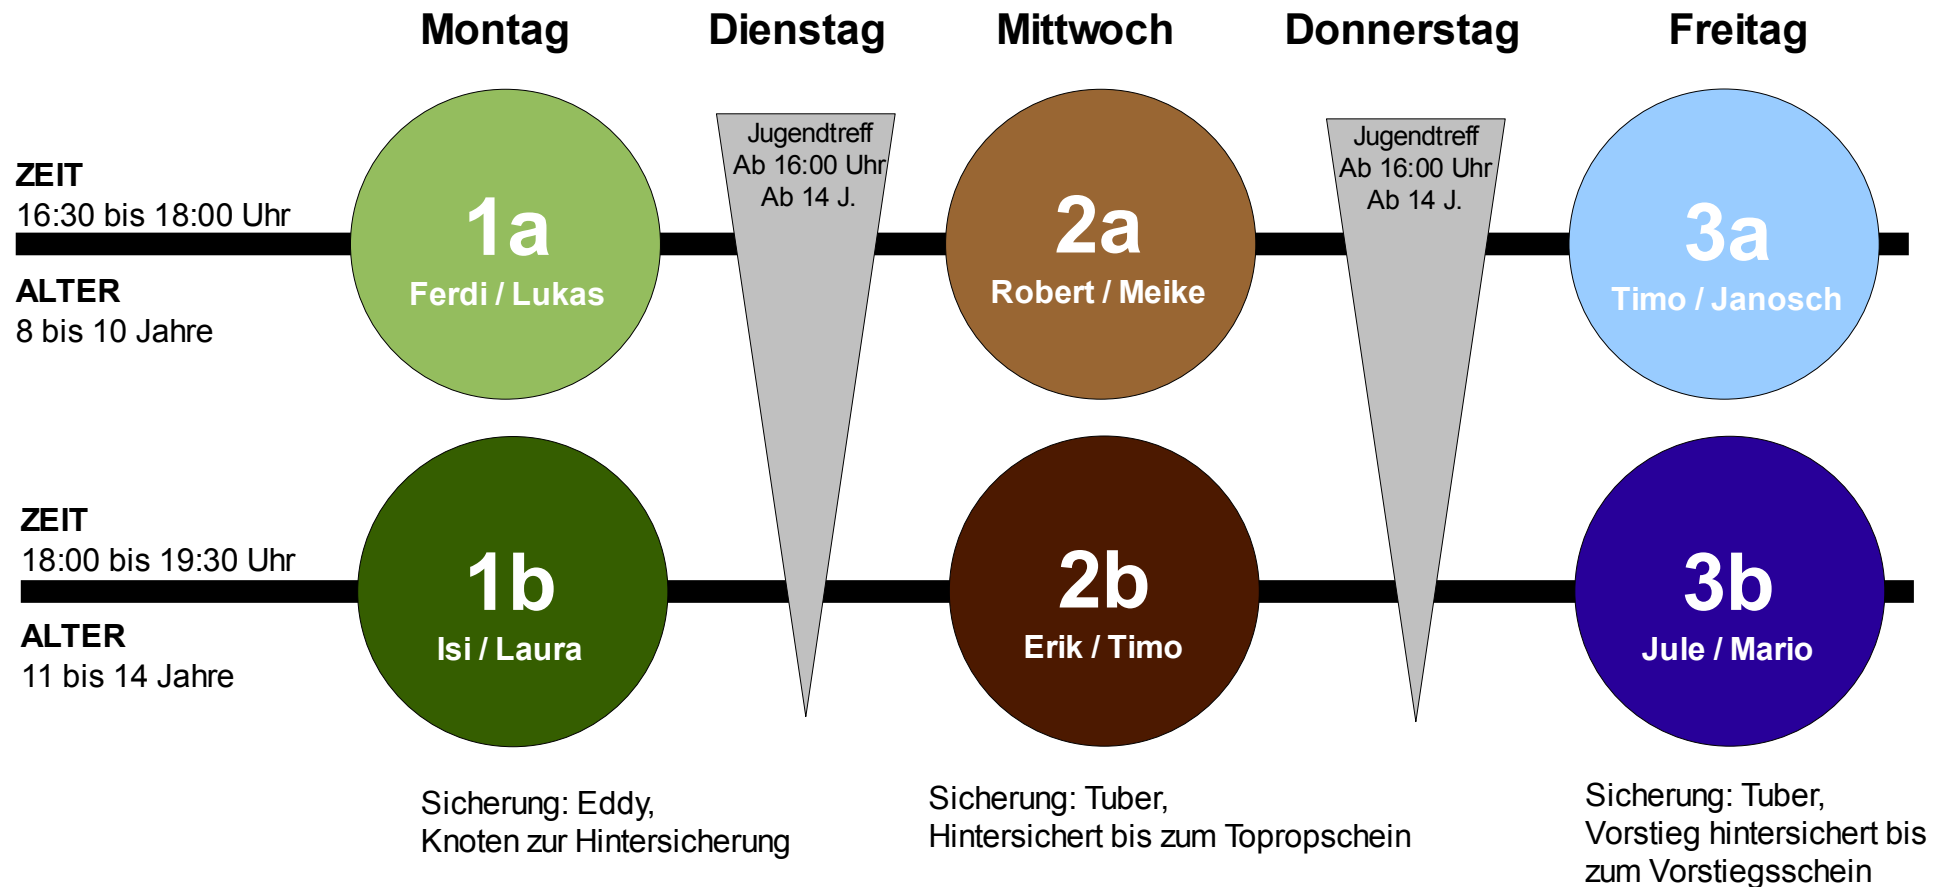 Montag
Dienstag
Mittwoch
Donnerstag
Freitag
ZEIT
16:30 bis 18:00 Uhr
ALTER
8 bis 10 Jahre
1a
Ferdi / Lukas
Jugendtreff
Ab 16:00 Uhr
Ab 14 J.
2a
Robert / Meike
Jugendtreff
Ab 16:00 Uhr
Ab 14 J.
3a
Timo / Janosch
ZEIT
18:00 bis 19:30 Uhr
ALTER
11 bis 14 Jahre
1b
Isi / Laura
2b
Erik / Timo
3b
Jule / Mario
Sicherung: Eddy,
Knoten zur Hintersicherung
Sicherung: Tuber,
Hintersichert bis zum Topropschein
Sicherung: Tuber,
Vorstieg hintersichert bis
zum Vorstiegsschein